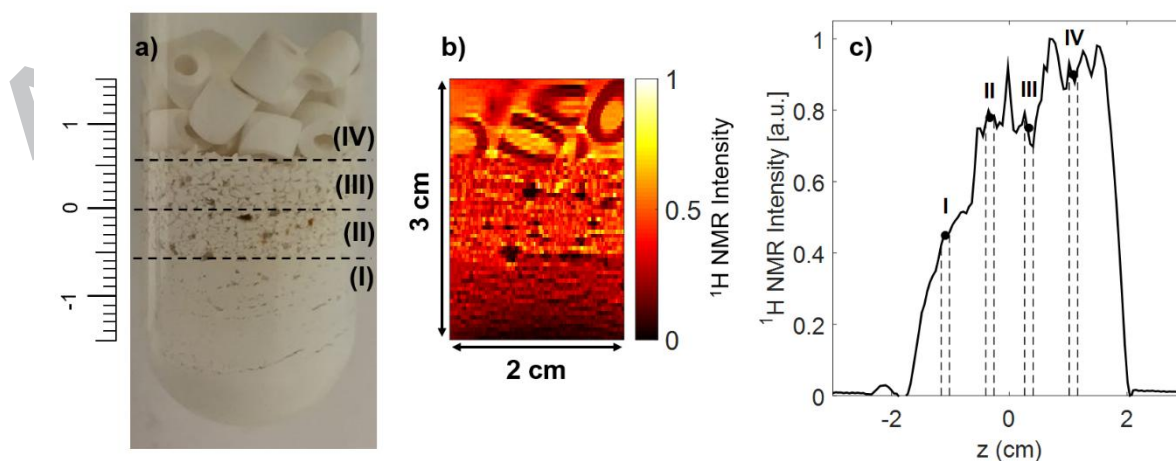 a)
1
0
-1
(IV)
(III)
(II)
(I)
b)
3 cm
2 cm
1
0.5
0
¹H NMR Intensity
c)
¹H NMR Intensity [a.u.]
1
0.8
0.6
0.4
0.2
0
I
II
III
IV
-2
0
2
z (cm)